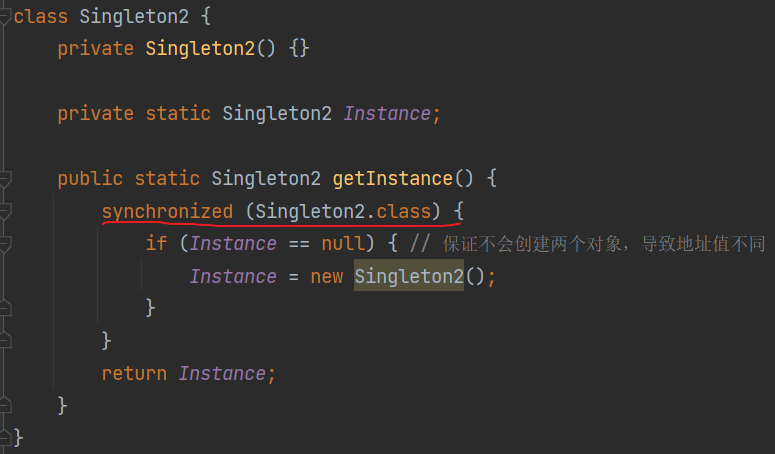 class Singleton2 {
    private Singleton2() {}
    private static Singleton2 Instance;
    public static Singleton2 getInstance() {
        synchronized (Singleton2.class) {
            if (Instance == null) { // 保证不会创建两个对象，导致地址值不同
                Instance = new Singleton2();
            }
        }
        return Instance;
    }
}